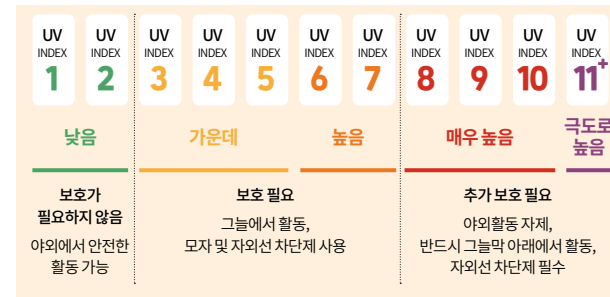 UV UV UV UV UV UV UV UV UV UV UV
INDEX INDEX INDEX INDEX INDEX INDEX INDEX INDEX INDEX INDEX INDEX
1 2 3 4 5 6 7 8 9 10 11+
낮음 가운데 높음 매우 높음 극도로 높음
보호가
필요하지 않음
야외에서 안전한
활동 가능
보호 필요
그늘에서 활동,
모자 및 자외선 차단제 사용
추가 보호 필요
야외활동 자제,
반드시 그늘막 아래에서 활동,
자외선 차단제 필수